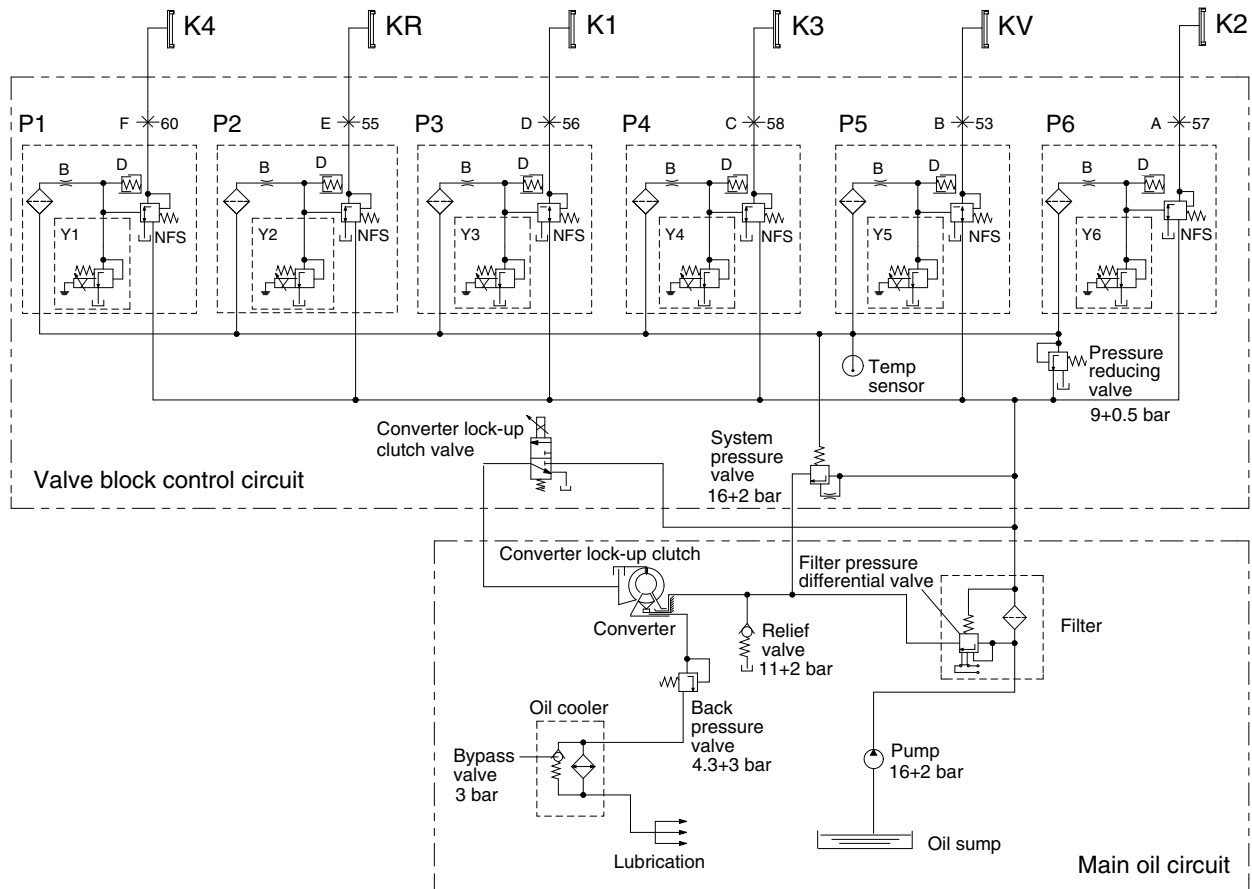 K4 KR K1 K3 KV K2
P1 F 60 P2 E 55 P3 D 56 P4 C 58 P5 B 53 P6 A 57
B D B D B D B D B D B D
Y1 NFS Y2 NFS Y3 NFS Y4 NFS Y5 NFS Y6 NFS
Temp
sensor
Pressure
reducing
valve
9+0.5 bar
Converter lock-up
clutch valve
System
pressure
valve
16+2 bar
Valve block control circuit
Converter lock-up clutch
Filter pressure
differential valve
Converter
Relief
valve
11+2 bar
Filter
Oil cooler
Back
pressure
valve
4.3+3 bar
Bypass
valve
3 bar
Pump
16+2 bar
Lubrication
Oil sump
Main oil circuit